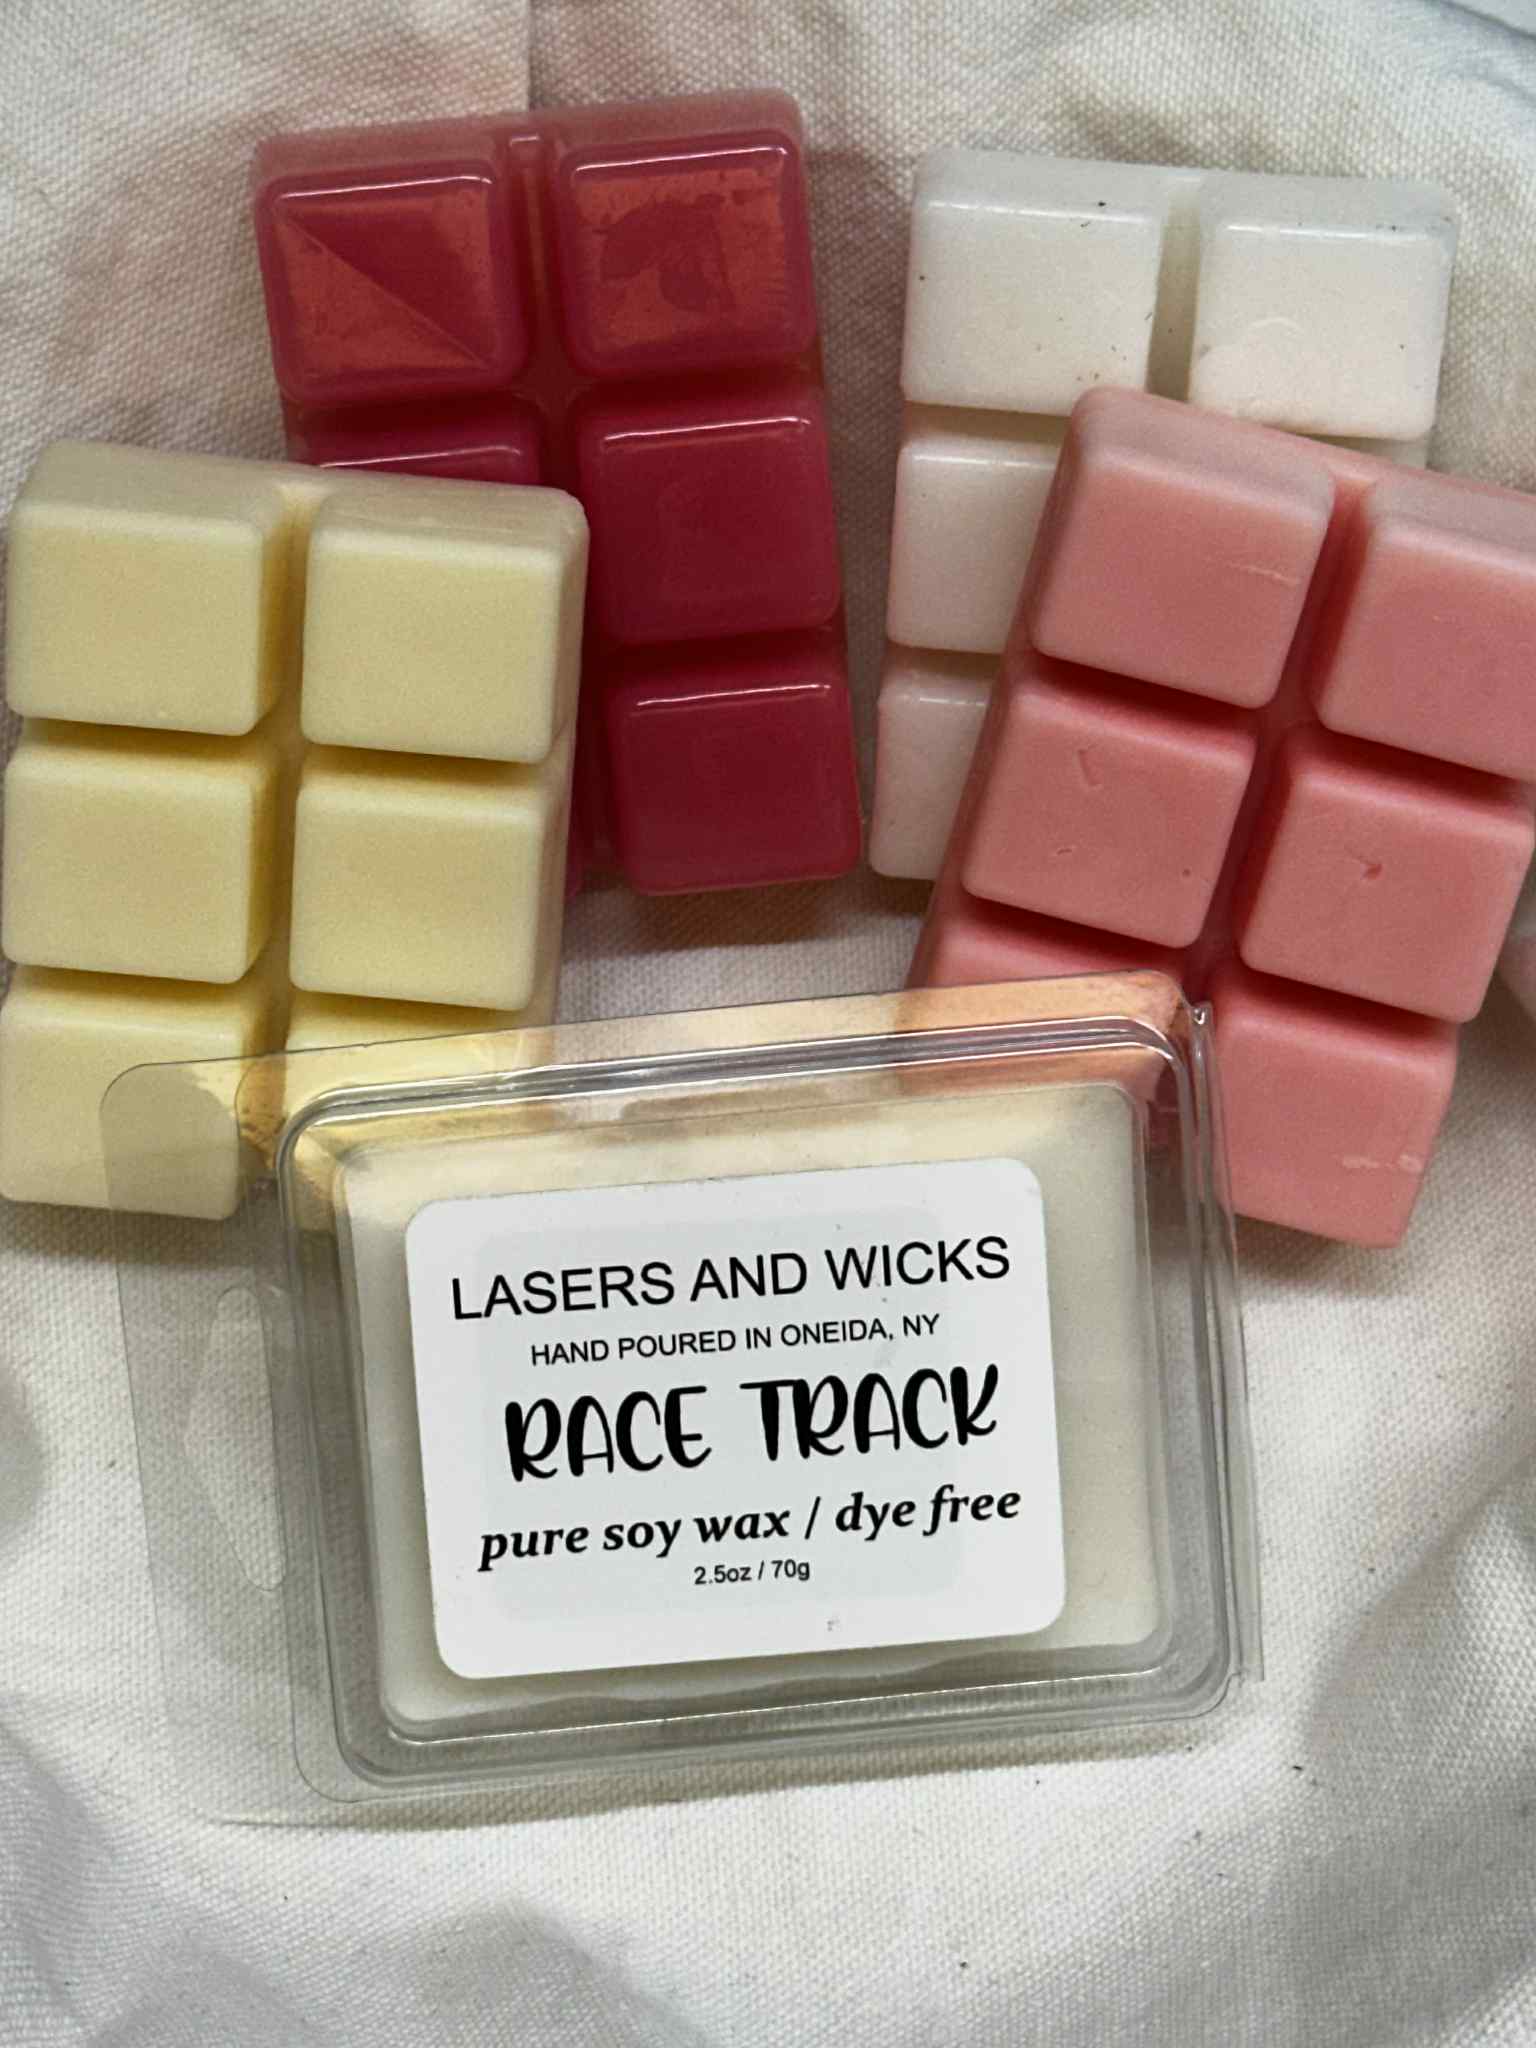 LASERS AND WICKS
HAND POURED IN ONEIDA, NY
RACE TRACK
pure soy wax / dye free
2.5oz / 70g